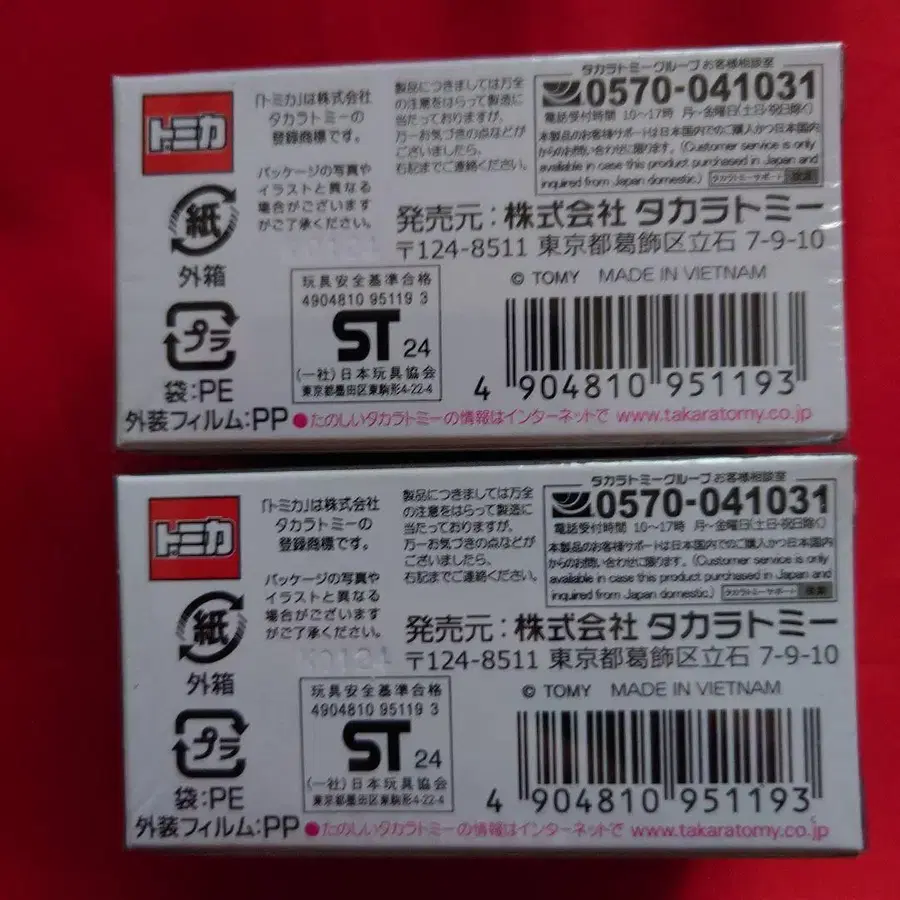 トミカ
「トミカ」は株式会社
タカラトミーの
登録商標です。
パッケージの写真や
イラストと異なる
場合がございます
がご了承ください。
製品につきましては万全
の注意をはらって製造に
当たっておりますが、
万一お気づきの点などが
ございましたら、
右記までご連絡ください。
タカラトミーグループお客様相談室
0570-041031
電話受付時間 10〜17時 月〜金曜日(土日・祝日除く)
本製品のお客様サポートは日本国内でのご購入かつ日本国内
からのお問い合わせに限ります。(Customer service is only
available in case this product purchased in Japan and
inquired from Japan domestic.) タカラトミーサポート 検索
発売元:株式会社 タカラトミー
〒124-8511 東京都葛飾区立石 7-9-10
© TOMY MADE IN VIETNAM
紙
外箱
プラ
袋:PE
外装フィルム:PP
玩具安全基準合格
4904810 95119 3
ST 24
(一社)日本玩具協会
東京都墨田区東駒形4-22-4
4 904810 951193
●たのしいタカラトミーの情報はインターネットで www.takaratomy.co.jp
トミカ
「トミカ」は株式会社
タカラトミーの
登録商標です。
パッケージの写真や
イラストと異なる
場合がございます
がご了承ください。
製品につきましては万全
の注意をはらって製造に
当たっておりますが、
万一お気づきの点などが
ございましたら、
右記までご連絡ください。
タカラトミーグループお客様相談室
0570-041031
電話受付時間 10〜17時 月〜金曜日(土日・祝日除く)
本製品のお客様サポートは日本国内でのご購入かつ日本国内
からのお問い合わせに限ります。(Customer service is only
available in case this product purchased in Japan and
inquired from Japan domestic.) タカラトミーサポート 検索
発売元:株式会社 タカラトミー
〒124-8511 東京都葛飾区立石 7-9-10
© TOMY MADE IN VIETNAM
紙
外箱
プラ
袋:PE
外装フィルム:PP
玩具安全基準合格
4904810 95119 3
ST 24
(一社)日本玩具協会
東京都墨田区東駒形4-22-4
4 904810 951193
●たのしいタカラトミーの情報はインターネットで www.takaratomy.co.jp